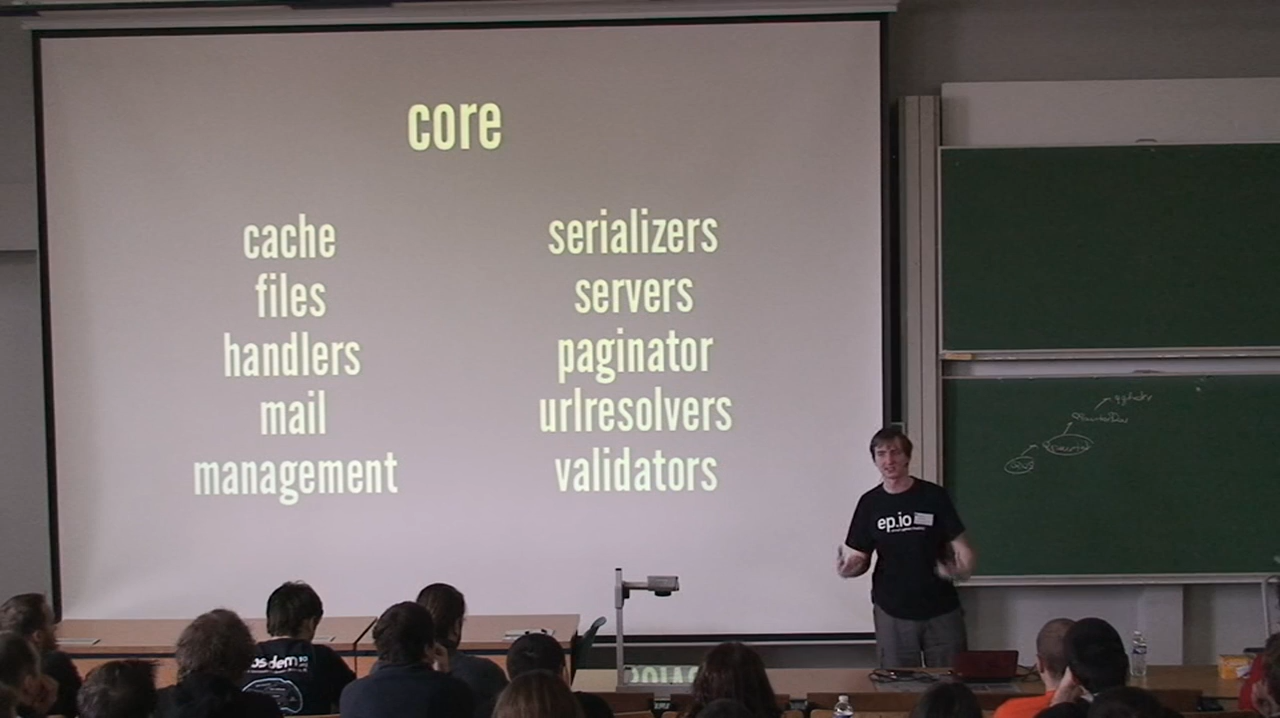 core
cache
files
handlers
mail
management
serializers
servers
paginator
urlresolvers
validators
ep.io